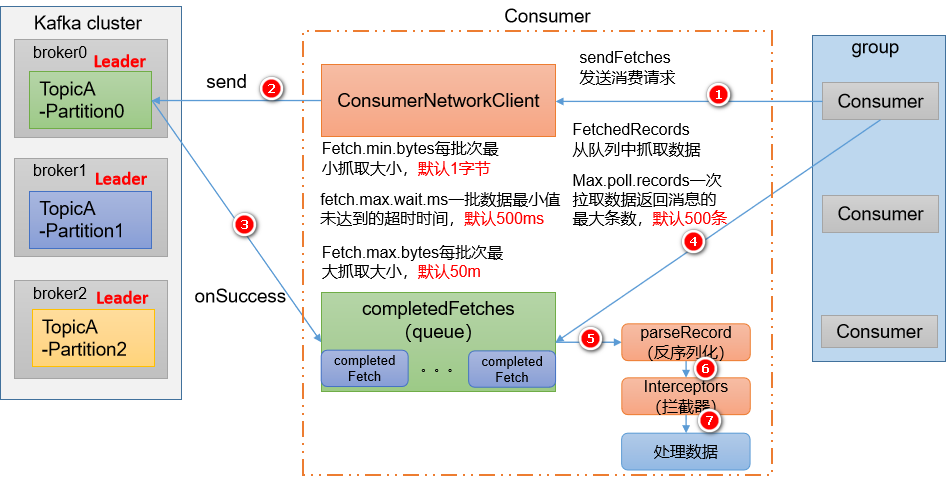 Kafka cluster
broker0
Leader
TopicA
-Partition0
broker1
Leader
TopicA
-Partition1
broker2
Leader
TopicA
-Partition2
send
2
3
onSuccess
Consumer
ConsumerNetworkClient
sendFetches
发送消费请求
1
Fetch.min.bytes每批次最
小抓取大小，默认1字节
fetch.max.wait.ms一批数据最小值
未达到的超时时间，默认500ms
Fetch.max.bytes每批次最
大抓取大小，默认50m
FetchedRecords
从队列中抓取数据
Max.poll.records一次
拉取数据返回消息的
最大条数，默认500条
4
completedFetches
(queue)
completed
Fetch
。。。
completed
Fetch
5
parseRecord
(反序列化)
6
Interceptors
(拦截器)
7
处理数据
group
Consumer
Consumer
Consumer